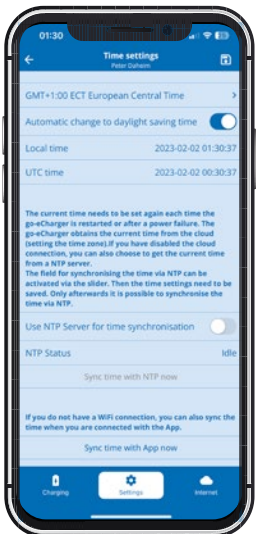 01:30
Time settings
Peter Daheim
GMT+1:00 ECT European Central Time
Automatic change to daylight saving time
Local time 2023-02-02 01:30:37
UTC time 2023-02-02 00:30:37
The current time needs to be set again each time the
go-eCharger is restarted or after a power failure. The
go-eCharger obtains the current time from the cloud
(setting the time zone).If you have disabled the cloud
connection, you can also choose to get the current time
from a NTP server.
The field for synchronising the time via NTP can be
activated via the slider. Then the time settings need to be
saved. Only afterwards it is possible to synchronise the
time via NTP.
Use NTP Server for time synchronisation
NTP Status Idle
Sync time with NTP now
If you do not have a WiFi connection, you can also sync the
time when you are connected with the App.
Sync time with App now
Charging Settings Internet